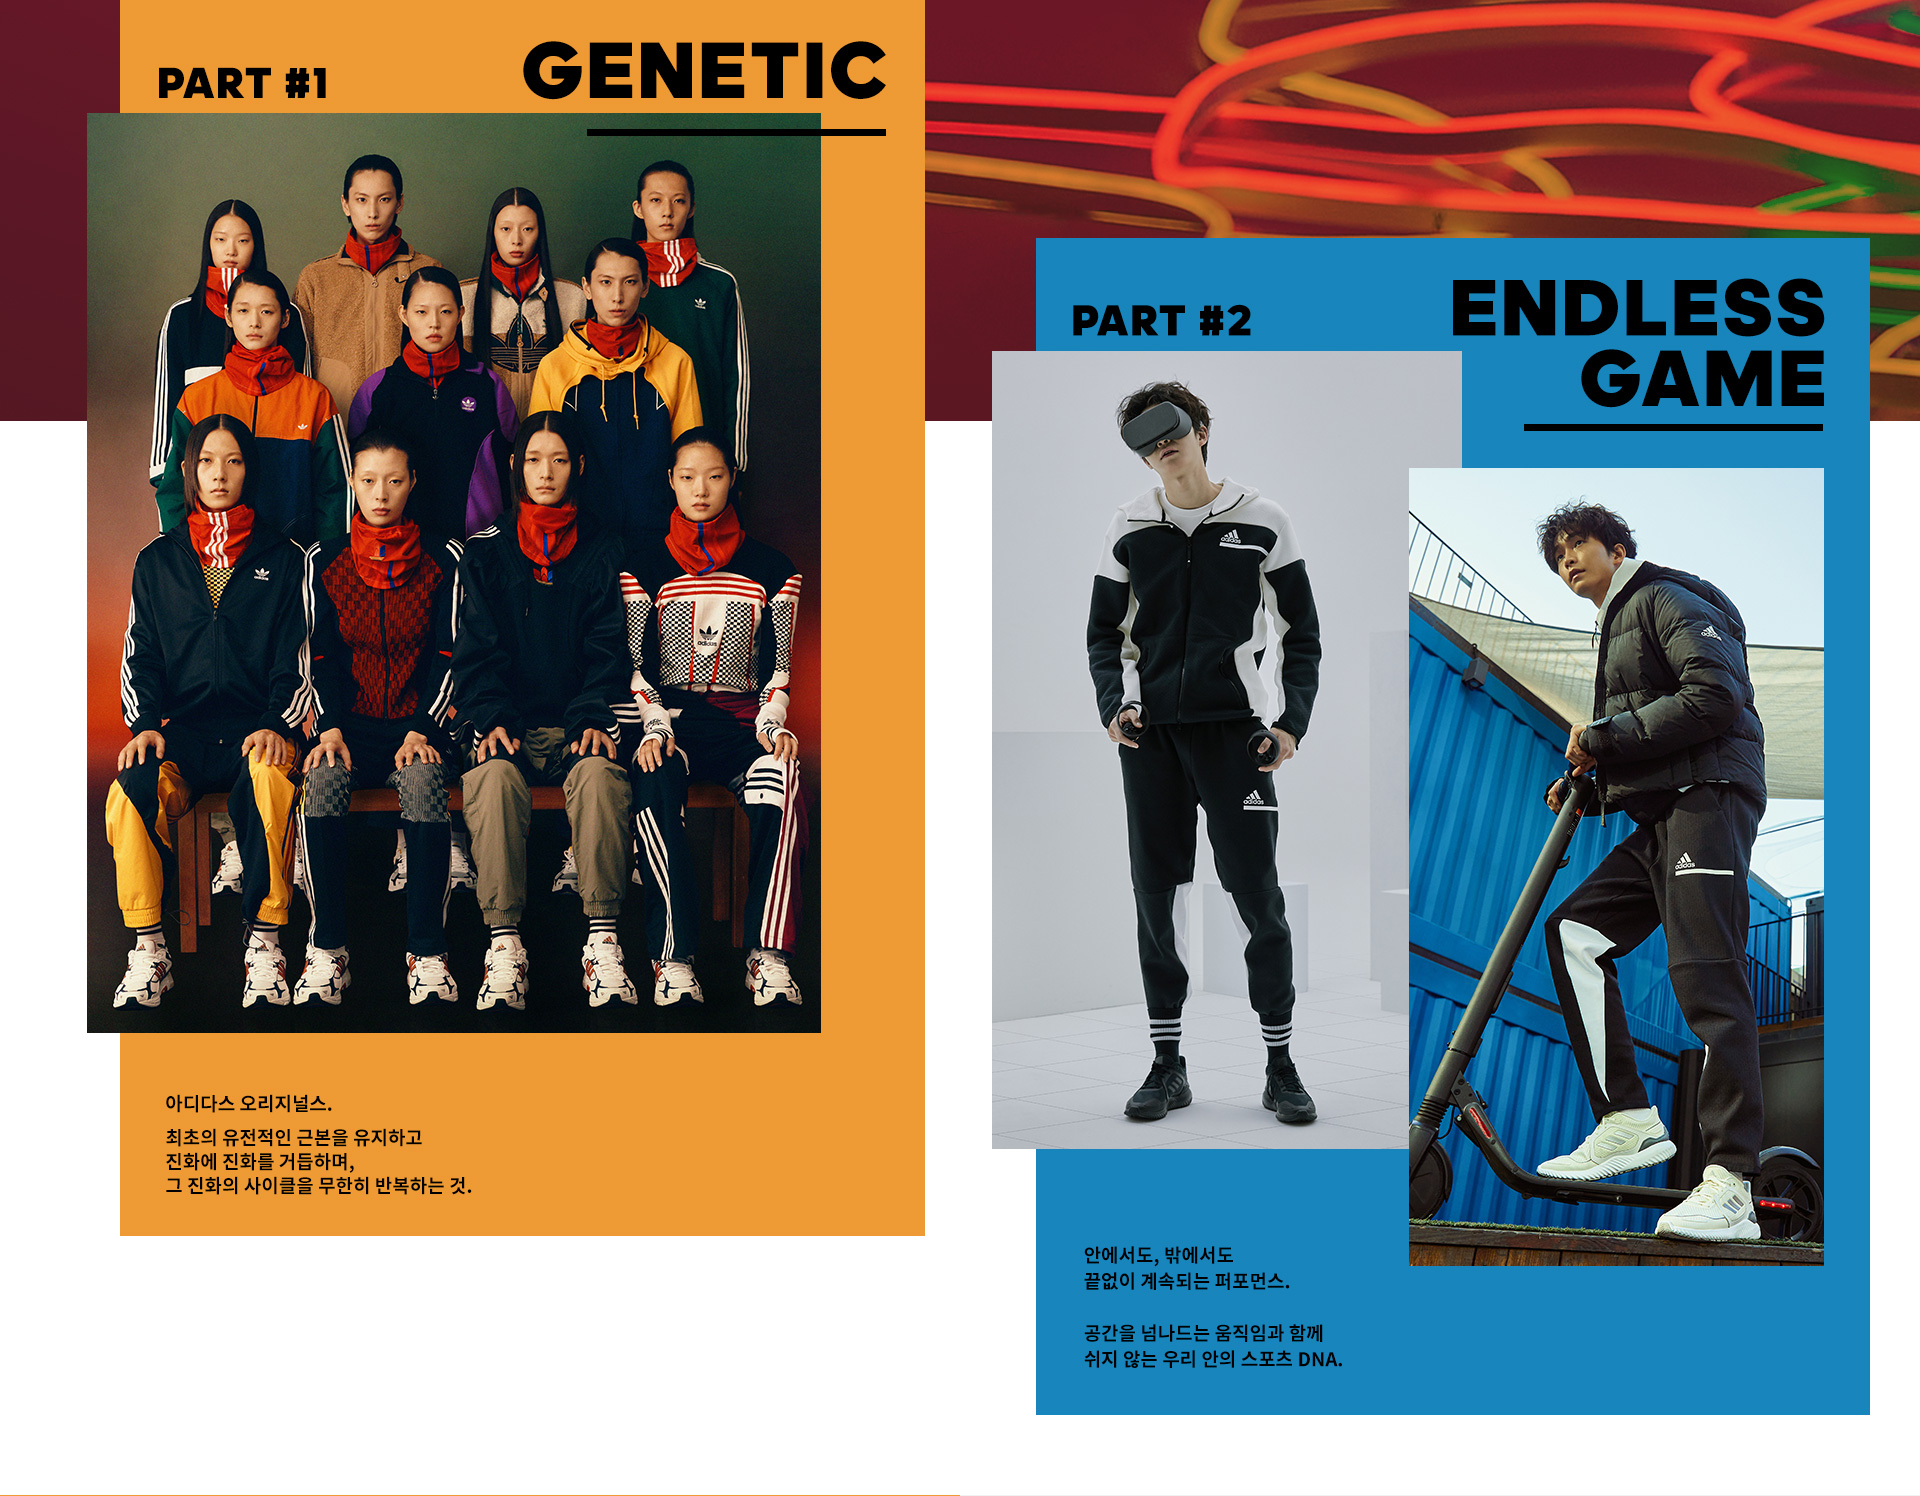 PART #1
GENETIC
아디다스 오리지널스.
최초의 유전적인 근본을 유지하고
진화에 진화를 거듭하며,
그 진화의 사이클을 무한히 반복하는 것.
PART #2
ENDLESS
GAME
adidas
adidas
adidas
adidas
안에서도, 밖에서도
끝없이 계속되는 퍼포먼스.
공간을 넘나드는 움직임과 함께
쉬지 않는 우리 안의 스포츠 DNA.